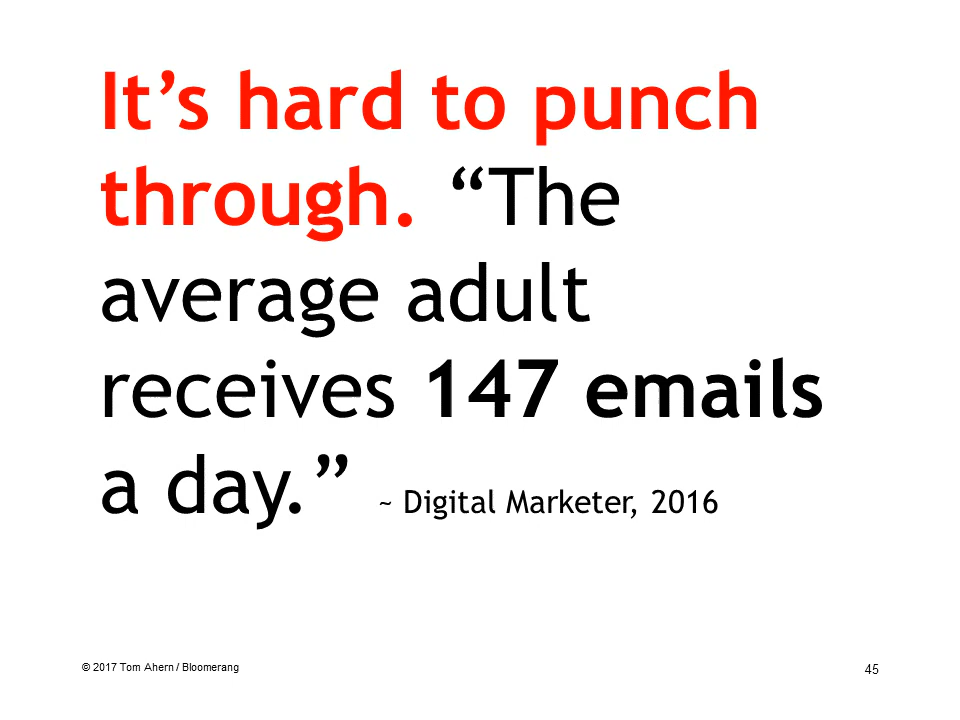 It’s hard to punch
through. “The
average adult
receives 147 emails
a day.” ~ Digital Marketer, 2016
© 2017 Tom Ahern / Bloomerang
45